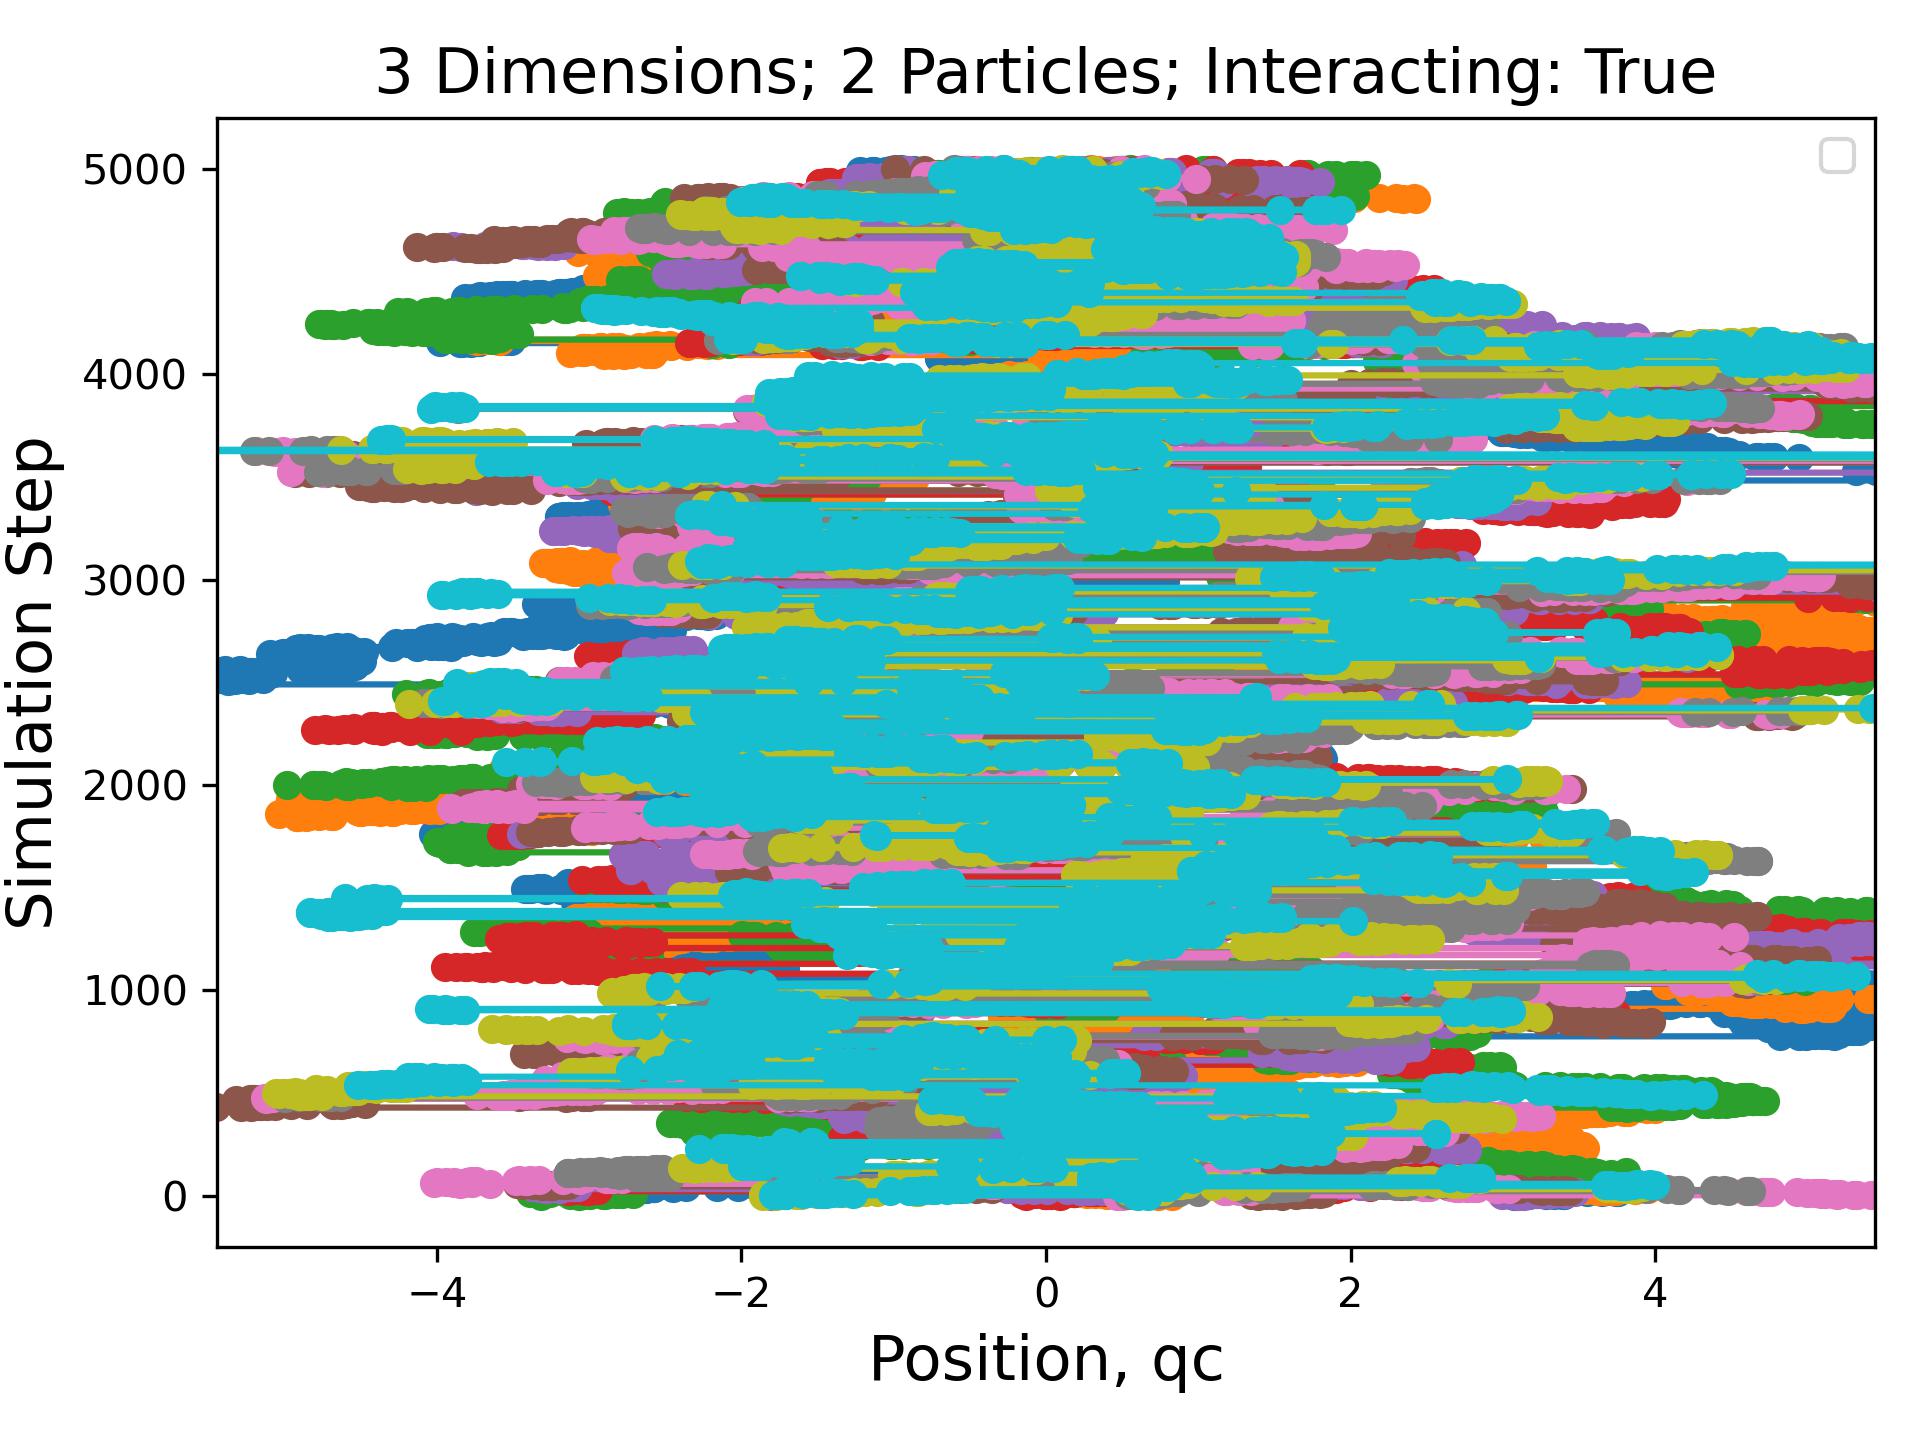 3 Dimensions; 2 Particles; Interacting: True
5000
4000
3000
2000
1000
0
Simulation Step
−4 −2 0 2 4
Position, qc